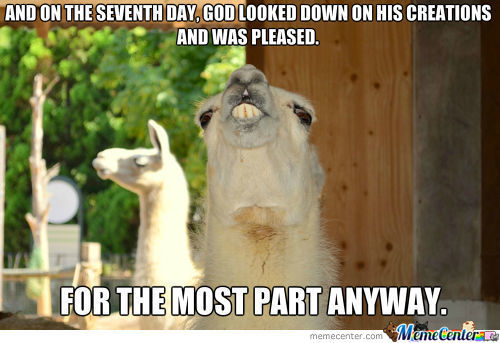 AND ON THE SEVENTH DAY, GOD LOOKED DOWN ON HIS CREATIONS
AND WAS PLEASED.
FOR THE MOST PART ANYWAY.
memecenter.com MemeCenter